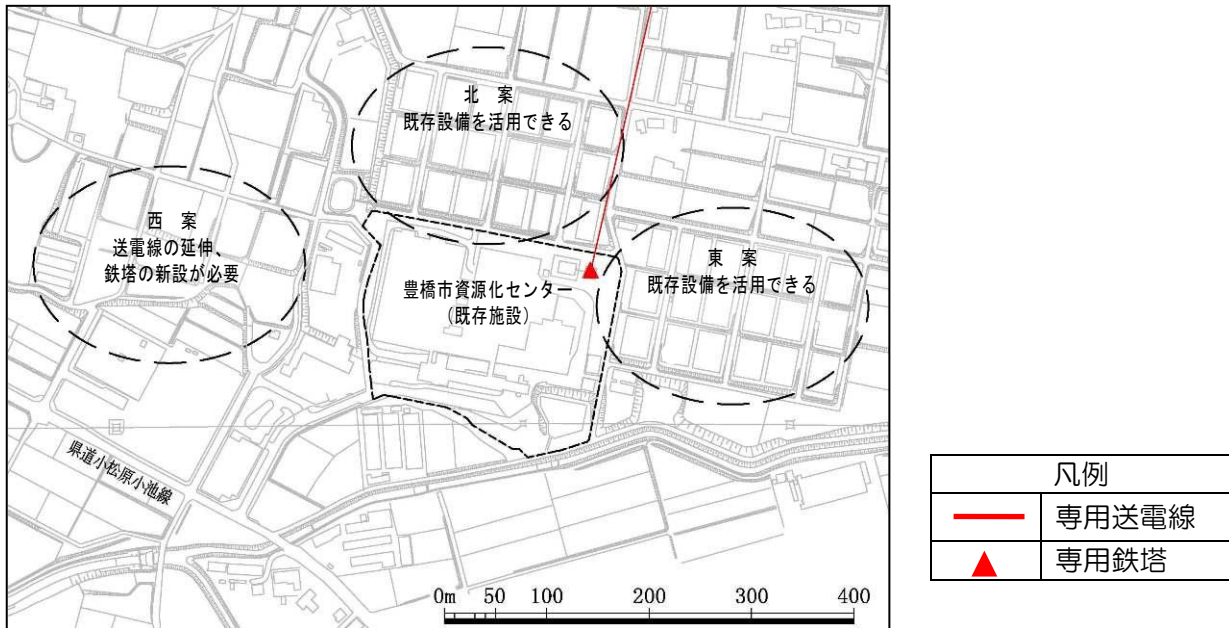 北 案
既存設備を活用できる
西 案
送電線の延伸、
鉄塔の新設が必要
東 案
既存設備を活用できる
豊橋市資源化センター
（既存施設）
県道小松原小池線
0m 50 100 200 300 400
凡例
専用送電線
専用鉄塔